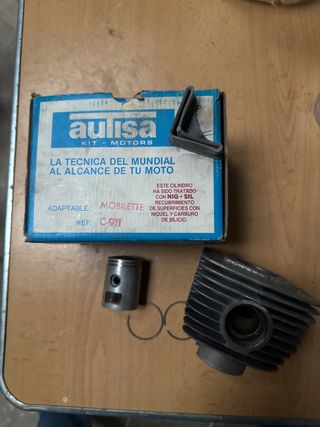 autisa
KIT - MOTORS
LA TECNICA DEL MUNDIAL
AL ALCANCE DE TU MOTO
ESTE CILINDRO
HA SIDO TRATADO
CON NIQ-SIL
RECUBRIMIENTO
DE SUPERFICIES CON
NIQUEL Y CARBURO
DE SILICIO.
ADAPTABLE: MOBILETTE
REF: